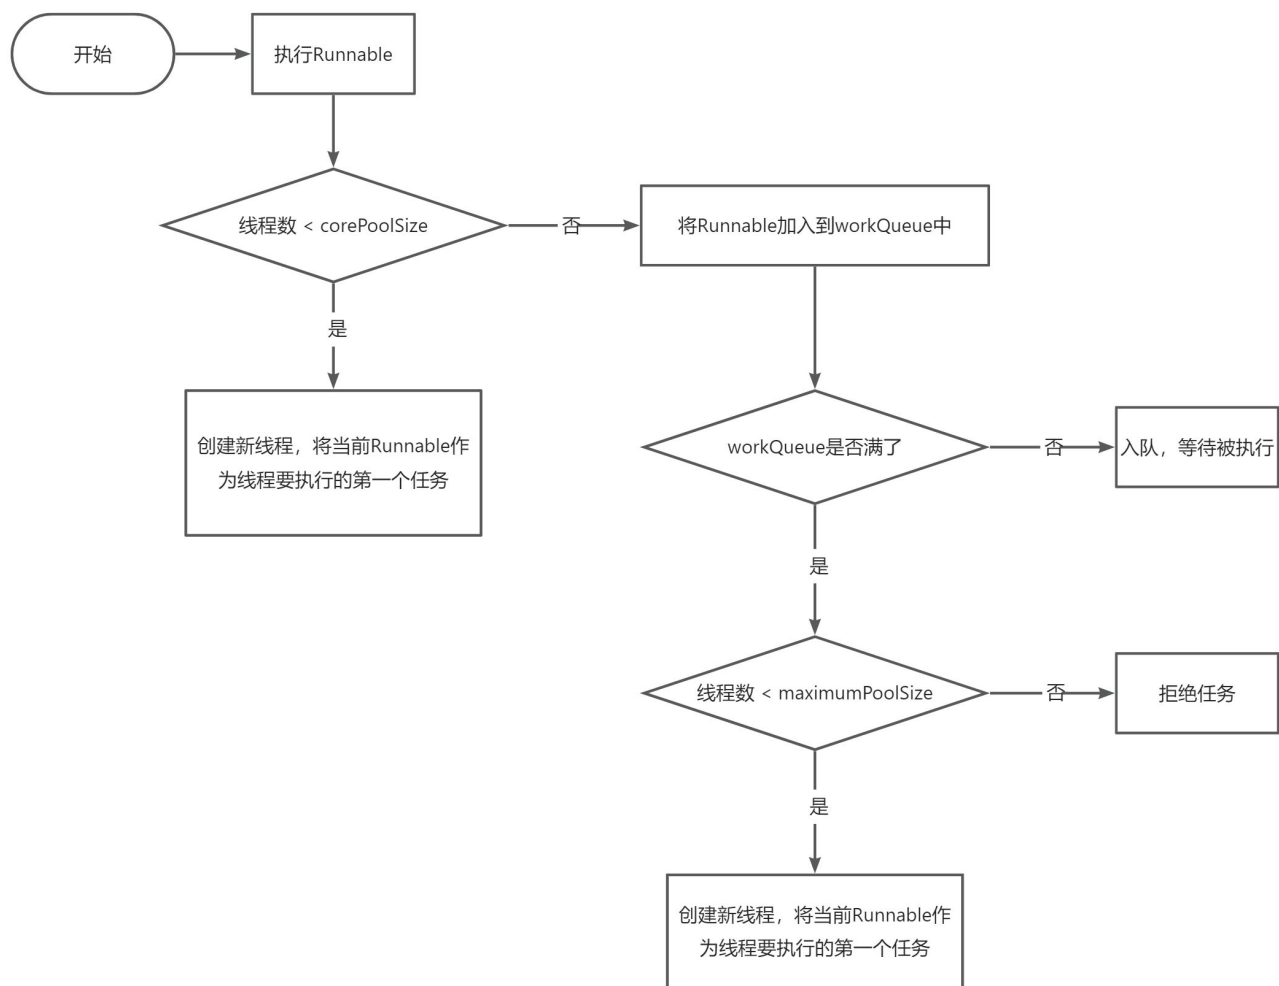 开始
执行Runnable
线程数 < corePoolSize
否
将Runnable加入到workQueue中
是
创建新线程，将当前Runnable作
为线程要执行的第一个任务
workQueue是否满了
否
入队，等待被执行
是
线程数 < maximumPoolSize
否
拒绝任务
是
创建新线程，将当前Runnable作
为线程要执行的第一个任务